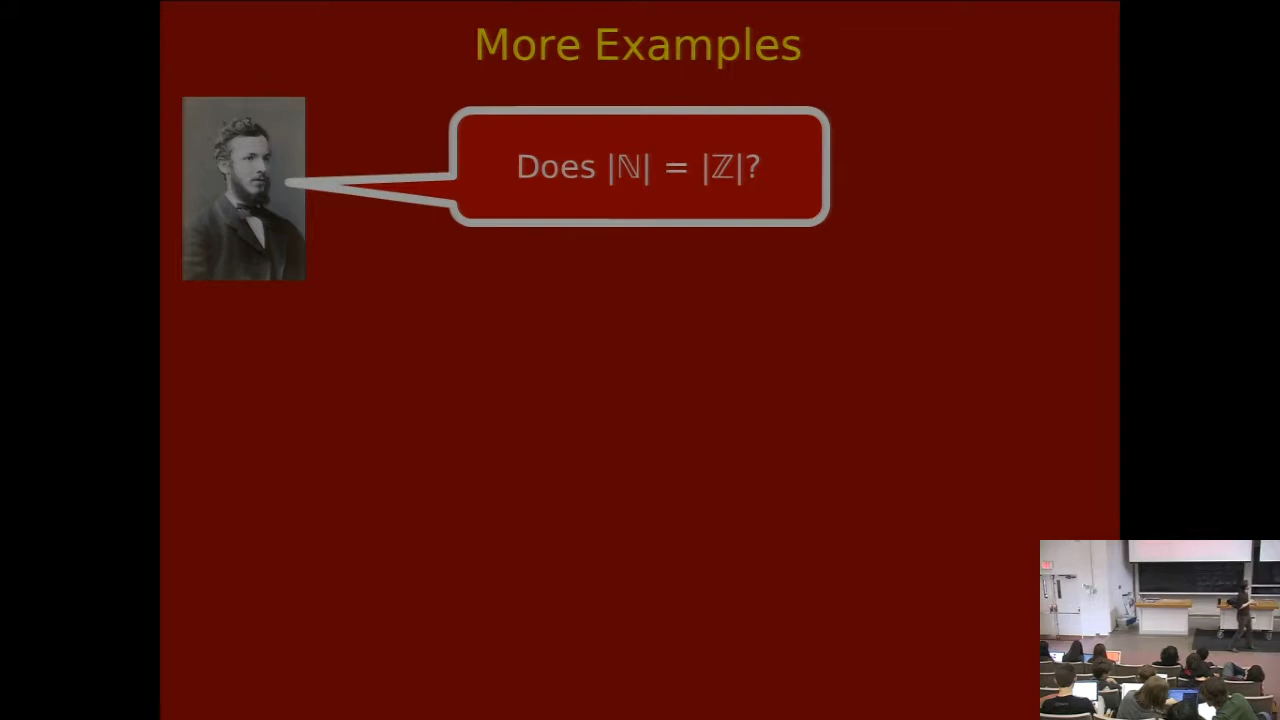 More Examples
Does |ℕ| = |ℤ|?